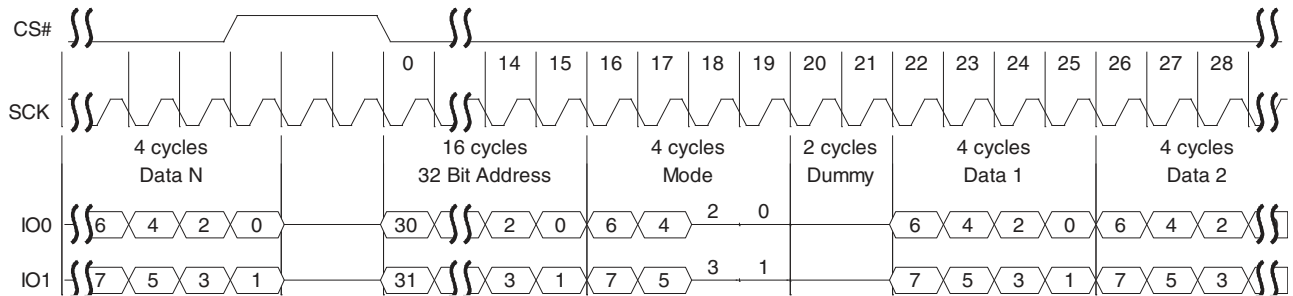 CS#
0 14 15 16 17 18 19 20 21 22 23 24 25 26 27 28
SCK
4 cycles 16 cycles 4 cycles 2 cycles 4 cycles 4 cycles
Data N 32 Bit Address Mode Dummy Data 1 Data 2
IO0 6 4 2 0 30 2 0 6 4 2 0 6 4 2 0 6 4 2
IO1 7 5 3 1 31 3 1 7 5 3 1 7 5 3 1 7 5 3